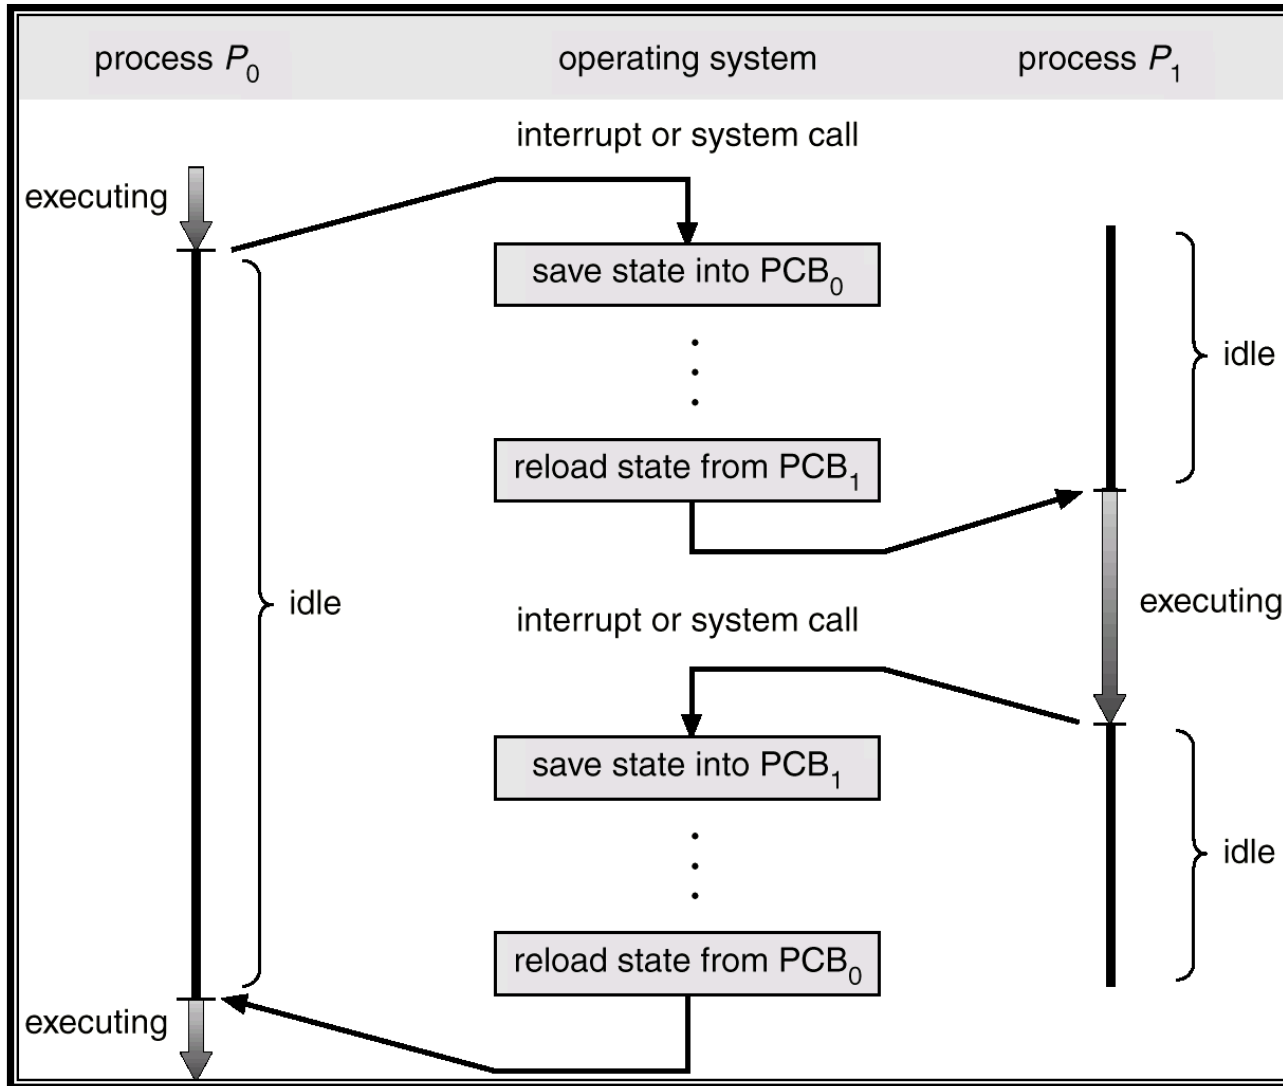 process P₀
operating system
process P₁
interrupt or system call
executing
save state into PCB₀
idle
reload state from PCB₁
idle
executing
interrupt or system call
save state into PCB₁
idle
reload state from PCB₀
executing